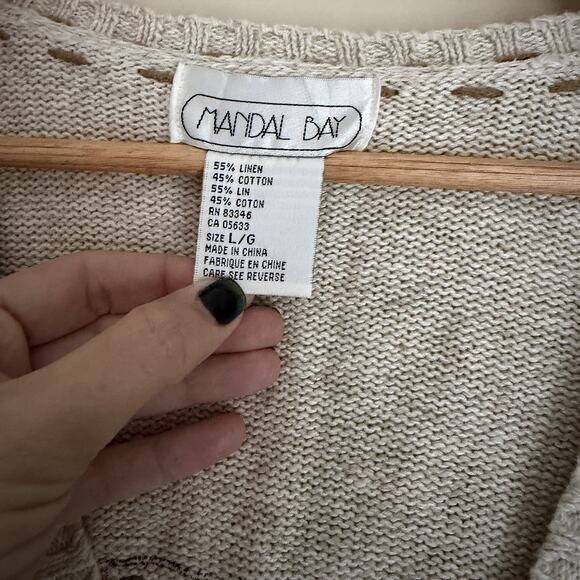 MANDAL BAY
55% LINEN
45% COTTON
55% LIN
45% COTON
RN 83346
CA 05633
SIZE L/G
MADE IN CHINA
FABRIQUE EN CHINE
CARE SEE REVERSE